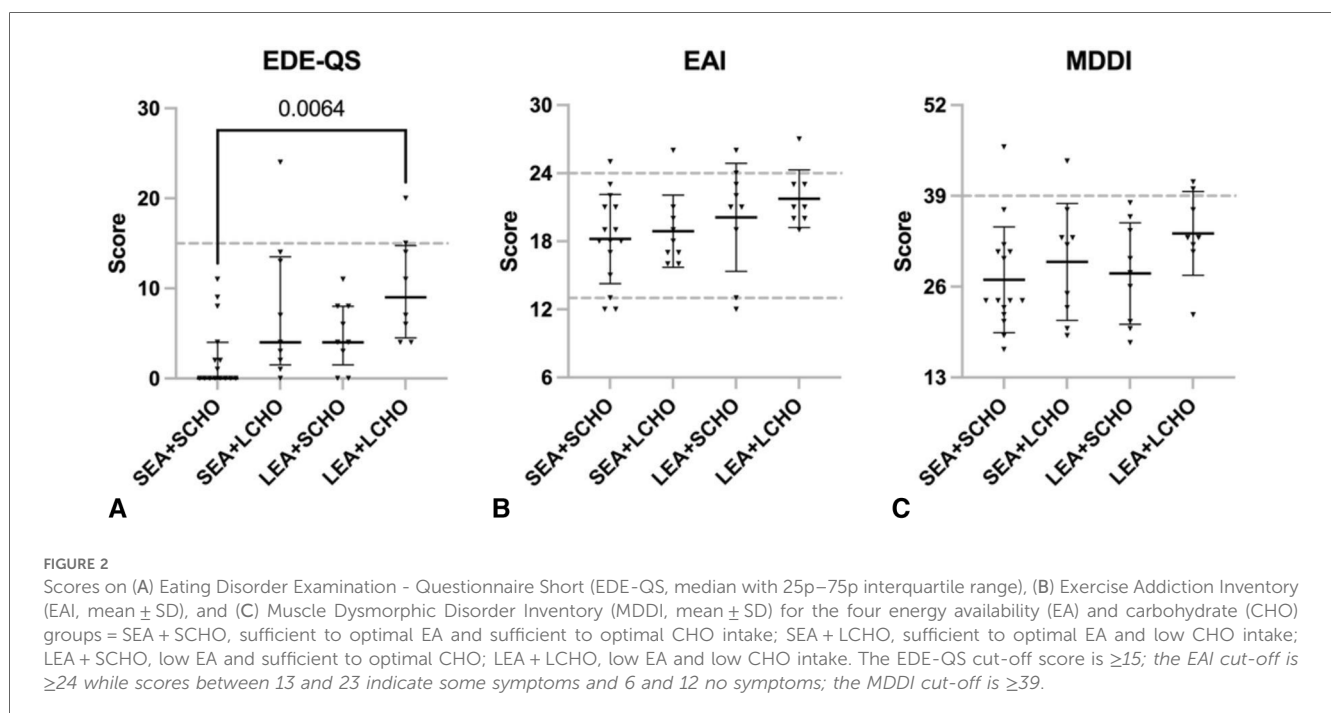 EDE-QS
0.0064
30
20
10
0
Score
SEA+SCHO
SEA+LCHO
LEA+SCHO
LEA+LCHO
A
EAI
30
24
18
12
6
Score
SEA+SCHO
SEA+LCHO
LEA+SCHO
LEA+LCHO
B
MDDI
52
39
26
13
Score
SEA+SCHO
SEA+LCHO
LEA+SCHO
LEA+LCHO
C
FIGURE 2
Scores on (A) Eating Disorder Examination - Questionnaire Short (EDE-QS, median with 25p–75p interquartile range), (B) Exercise Addiction Inventory
(EAI, mean ± SD), and (C) Muscle Dysmorphic Disorder Inventory (MDDI, mean ± SD) for the four energy availability (EA) and carbohydrate (CHO)
groups = SEA + SCHO, sufficient to optimal EA and sufficient to optimal CHO intake; SEA + LCHO, sufficient to optimal EA and low CHO intake;
LEA + SCHO, low EA and sufficient to optimal CHO; LEA + LCHO, low EA and low CHO intake. The EDE-QS cut-off score is ≥15; the EAI cut-off is
≥24 while scores between 13 and 23 indicate some symptoms and 6 and 12 no symptoms; the MDDI cut-off is ≥39.